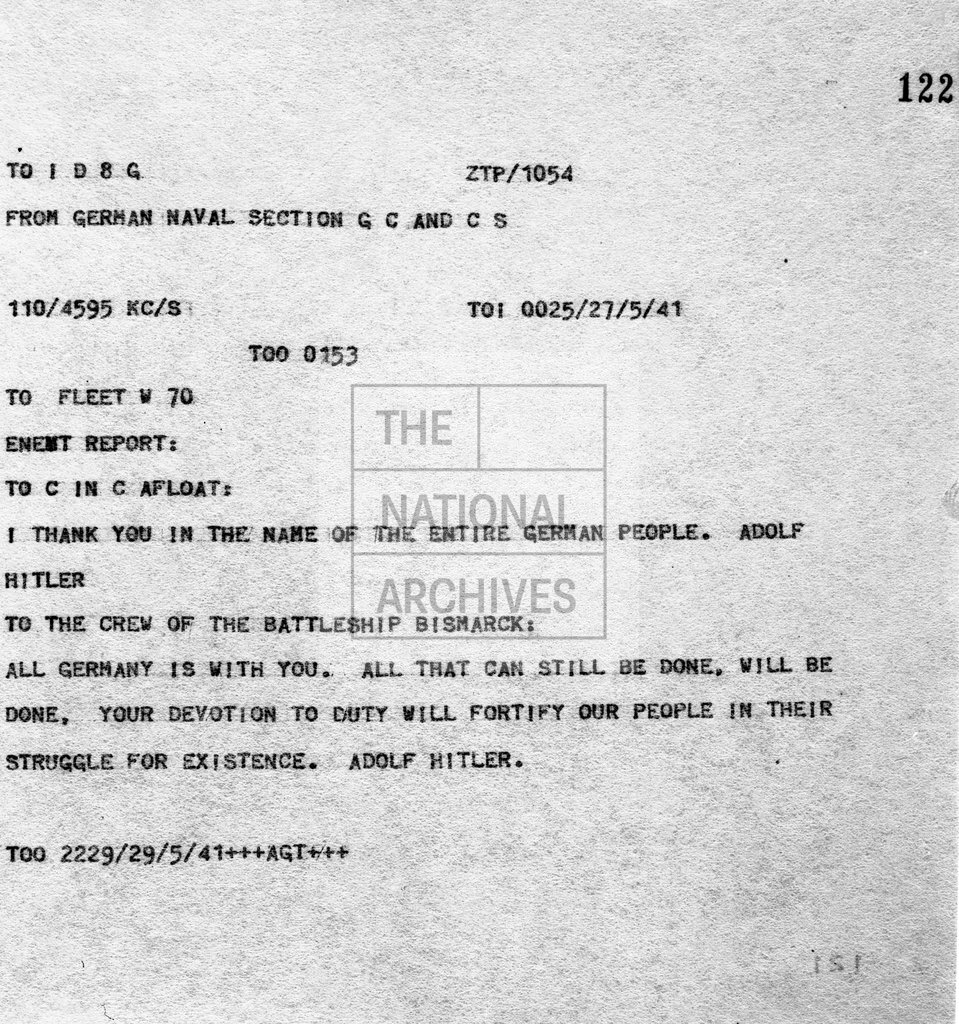 122
TO I D 8 G ZTP/1054
FROM GERMAN NAVAL SECTION G C AND C S
110/4595 KC/S TOI 0025/27/5/41
TOO 0153
TO FLEET W 70
ENEMT REPORT:
TO C IN C AFLOAT:
I THANK YOU IN THE NAME OF THE ENTIRE GERMAN PEOPLE. ADOLF
HITLER
TO THE CREW OF THE BATTLESHIP BISMARCK:
ALL GERMANY IS WITH YOU. ALL THAT CAN STILL BE DONE, WILL BE
DONE, YOUR DEVOTION TO DUTY WILL FORTIFY OUR PEOPLE IN THEIR
STRUGGLE FOR EXISTENCE. ADOLF HITLER.
TOO 2229/29/5/41+++AGT+++
THE
NATIONAL
ARCHIVES
121